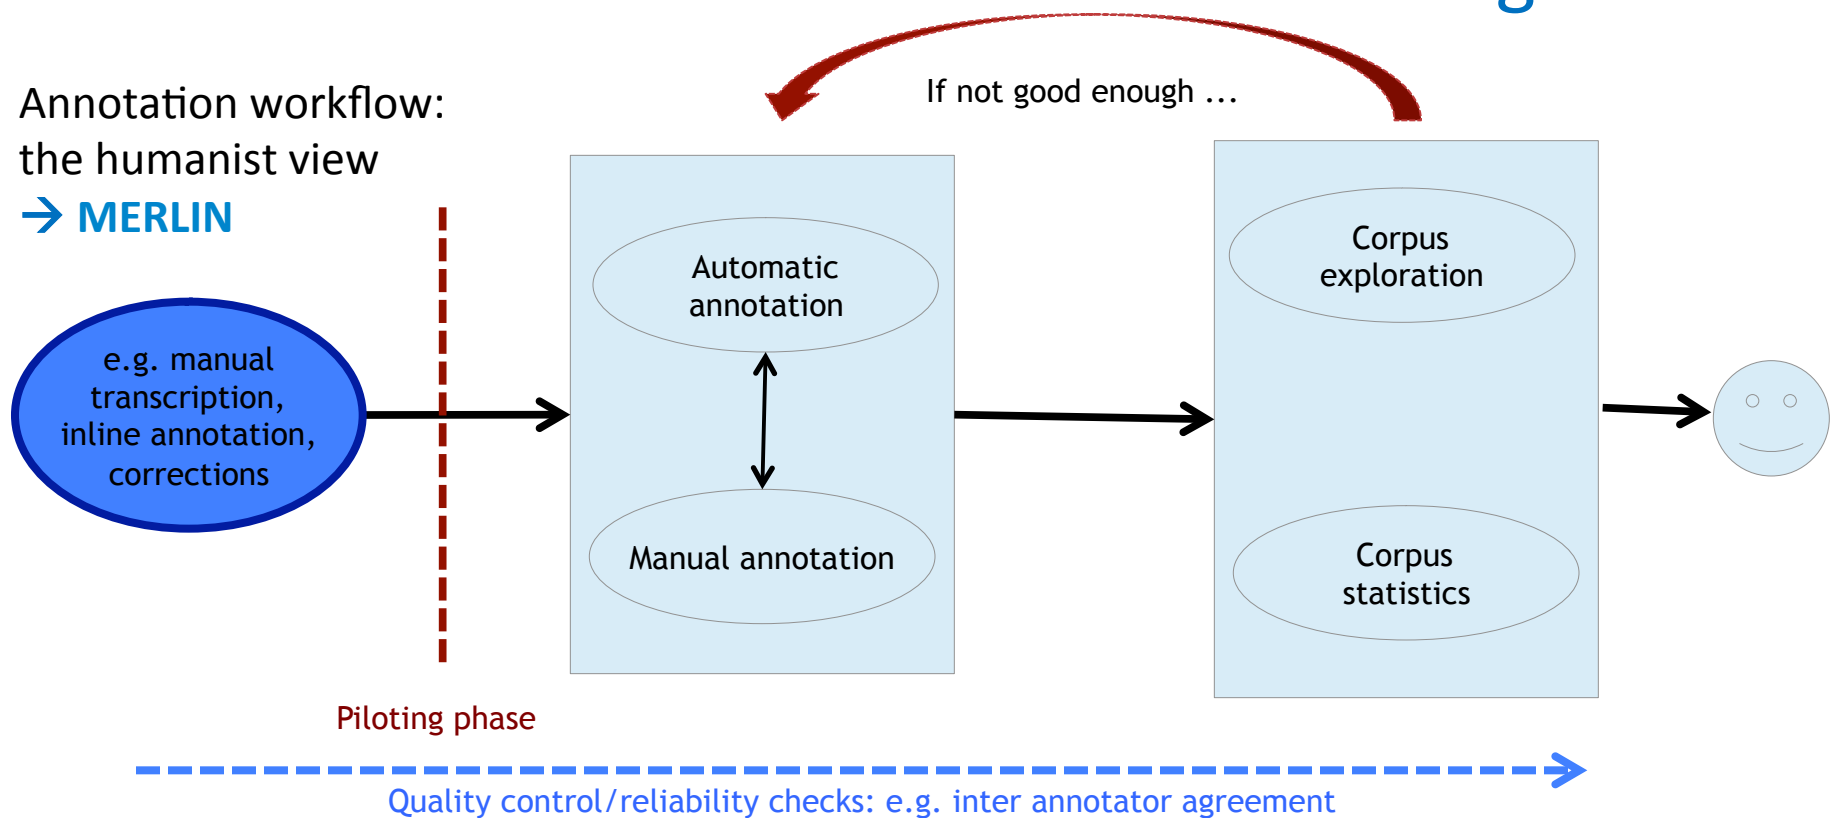 Annotation workflow:
the humanist view
→ MERLIN
If not good enough ...
e.g. manual
transcription,
inline annotation,
corrections
Automatic
annotation
Manual annotation
Corpus
exploration
Corpus
statistics
Piloting phase
Quality control/reliability checks: e.g. inter annotator agreement